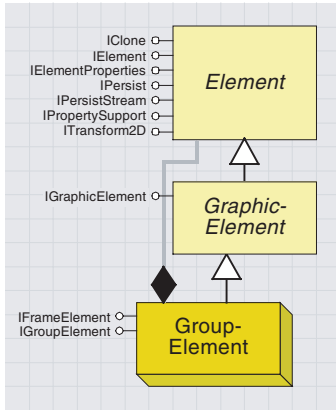 IClone
IElement
IElementProperties
IPersist
IPersistStream
IPropertySupport
ITransform2D
Element
IGraphicElement
Graphic-
Element
IFrameElement
IGroupElement
Group-
Element